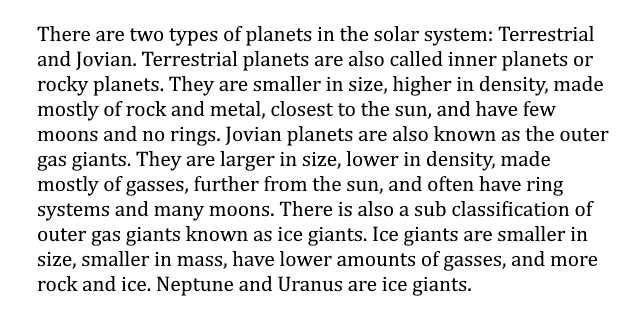 There are two types of planets in the solar system: Terrestrial
and Jovian. Terrestrial planets are also called inner planets or
rocky planets. They are smaller in size, higher in density, made
mostly of rock and metal, closest to the sun, and have few
moons and no rings. Jovian planets are also known as the outer
gas giants. They are larger in size, lower in density, made
mostly of gasses, further from the sun, and often have ring
systems and many moons. There is also a sub classification of
outer gas giants known as ice giants. Ice giants are smaller in
size, smaller in mass, have lower amounts of gasses, and more
rock and ice. Neptune and Uranus are ice giants.